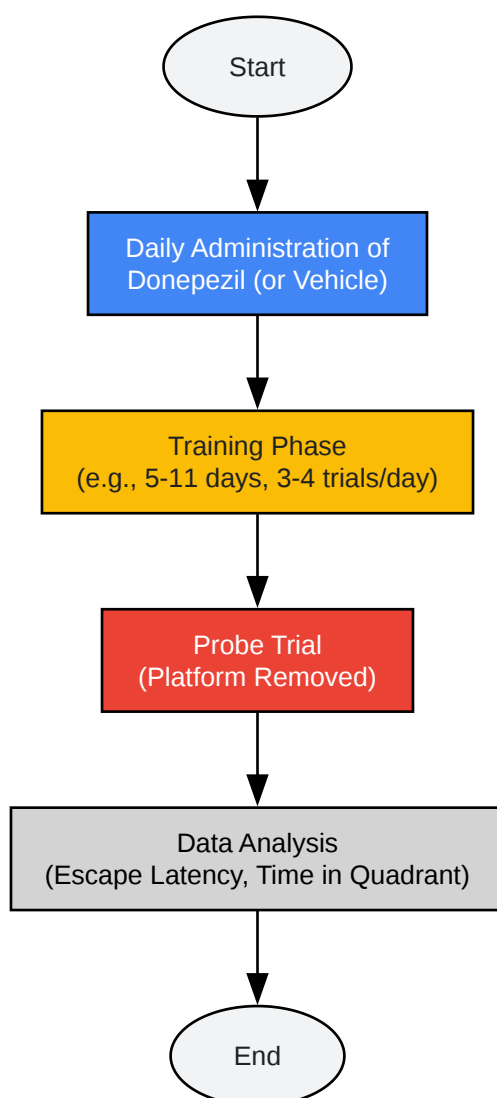 Start
Daily Administration of
Donepezil (or Vehicle)
Training Phase
(e.g., 5-11 days, 3-4 trials/day)
Probe Trial
(Platform Removed)
Data Analysis
(Escape Latency, Time in Quadrant)
End